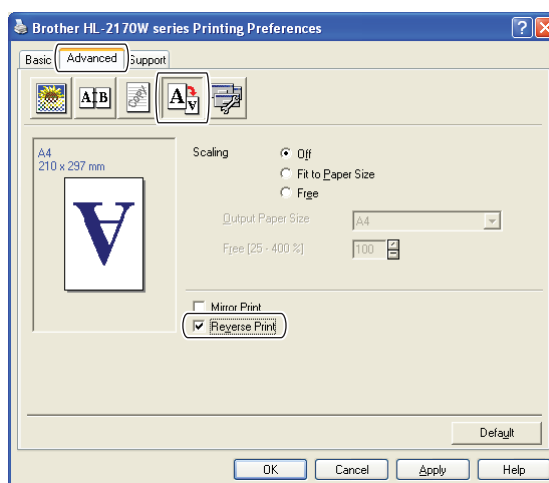 Brother HL-2170W series Printing Preferences
Basic Advanced Support
A B A A
A4
210 x 297 mm
A
Scaling
Off
Fit to Paper Size
Free
Output Paper Size A4
Free [25 - 400 %] 100
Mirror Print
Reverse Print
Default
OK Cancel Apply Help